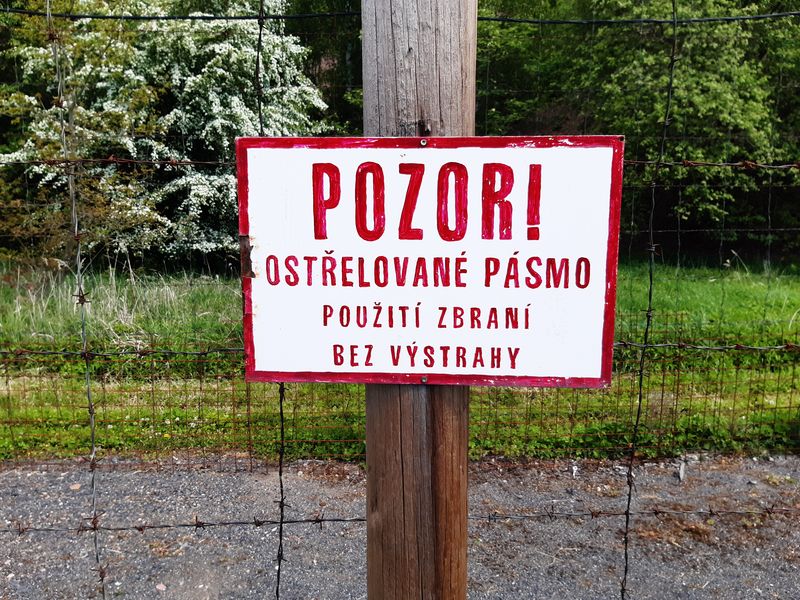 POZOR!
OSTŘELOVANÉ PÁSMO
POUŽITÍ ZBRANÍ
BEZ VÝSTRAHY